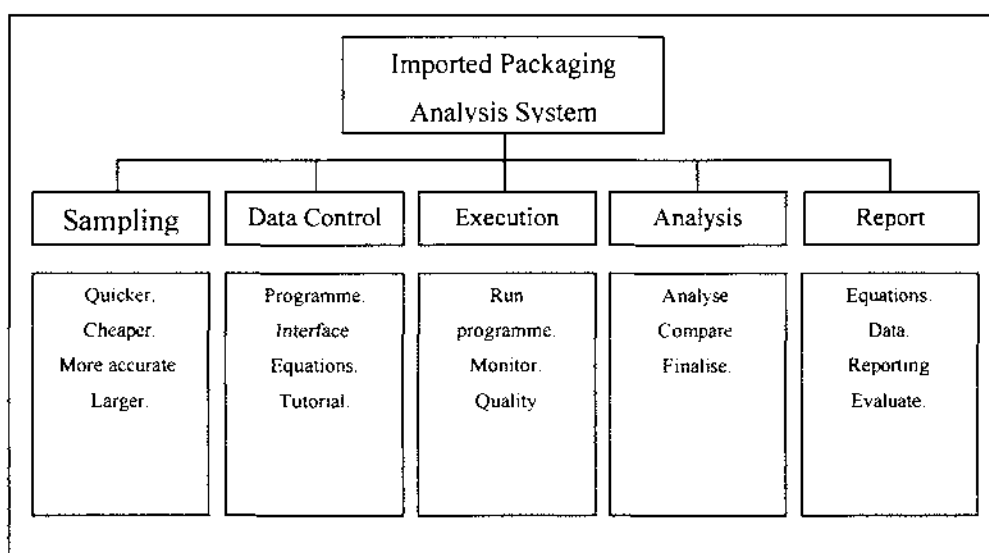 Imported Packaging
Analysis System
Sampling
Data Control
Execution
Analysis
Report
Quicker.
Cheaper.
More accurate
Larger.
Programme.
Interface
Equations.
Tutorial.
Run
programme.
Monitor.
Quality
Analyse
Compare
Finalise.
Equations.
Data.
Reporting
Evaluate.